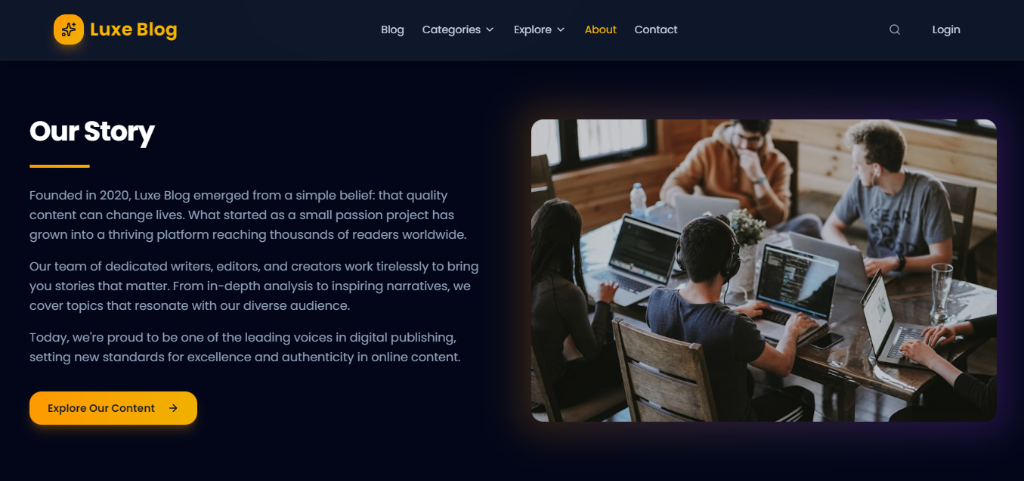 Luxe Blog
Blog
Categories
Explore
About
Contact
Login
Our Story
Founded in 2020, Luxe Blog emerged from a simple belief: that quality
content can change lives. What started as a small passion project has
grown into a thriving platform reaching thousands of readers worldwide.
Our team of dedicated writers, editors, and creators work tirelessly to bring
you stories that matter. From in-depth analysis to inspiring narratives, we
cover topics that resonate with our diverse audience.
Today, we're proud to be one of the leading voices in digital publishing,
setting new standards for excellence and authenticity in online content.
Explore Our Content